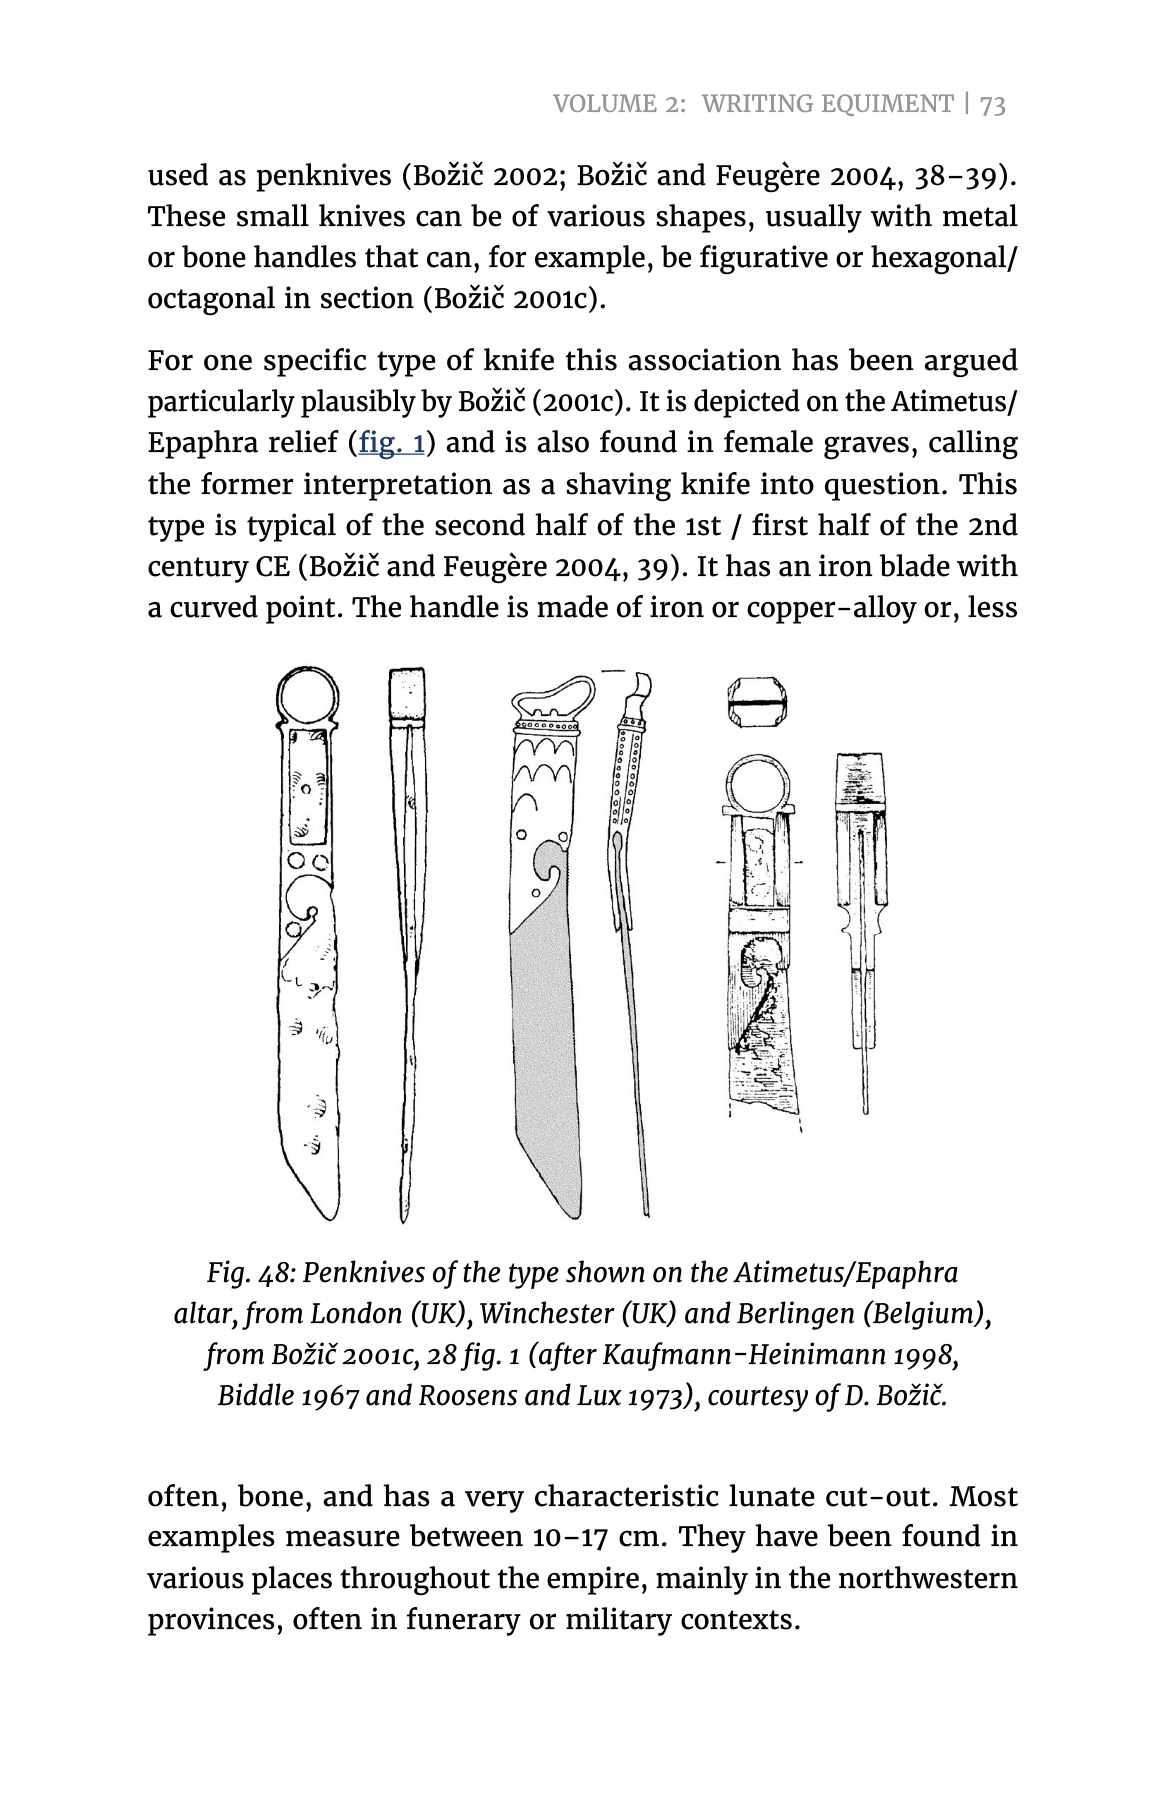 VOLUME 2: WRITING EQUIMENT | 73
used as penknives (Božič 2002; Božič and Feugère 2004, 38–39).
These small knives can be of various shapes, usually with metal
or bone handles that can, for example, be figurative or hexagonal/
octagonal in section (Božič 2001c).
For one specific type of knife this association has been argued
particularly plausibly by Božič (2001c). It is depicted on the Atimetus/
Epaphra relief (fig. 1) and is also found in female graves, calling
the former interpretation as a shaving knife into question. This
type is typical of the second half of the 1st / first half of the 2nd
century CE (Božič and Feugère 2004, 39). It has an iron blade with
a curved point. The handle is made of iron or copper-alloy or, less
Fig. 48: Penknives of the type shown on the Atimetus/Epaphra
altar, from London (UK), Winchester (UK) and Berlingen (Belgium),
from Božič 2001c, 28 fig. 1 (after Kaufmann-Heinimann 1998,
Biddle 1967 and Roosens and Lux 1973), courtesy of D. Božič.
often, bone, and has a very characteristic lunate cut-out. Most
examples measure between 10–17 cm. They have been found in
various places throughout the empire, mainly in the northwestern
provinces, often in funerary or military contexts.